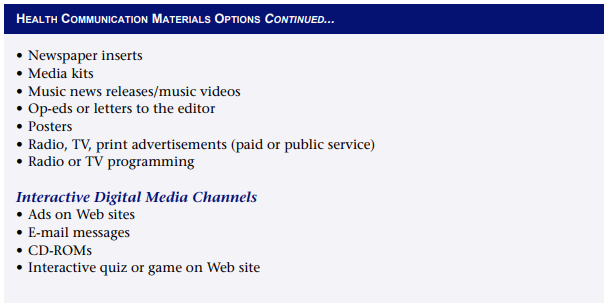 HEALTH COMMUNICATION MATERIALS OPTIONS CONTINUED...
• Newspaper inserts
• Media kits
• Music news releases/music videos
• Op-eds or letters to the editor
• Posters
• Radio, TV, print advertisements (paid or public service)
• Radio or TV programming
Interactive Digital Media Channels
• Ads on Web sites
• E-mail messages
• CD-ROMs
• Interactive quiz or game on Web site